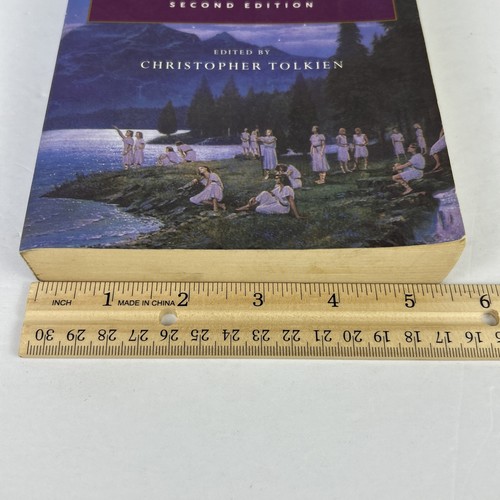 SECOND EDITION
EDITED BY
CHRISTOPHER TOLKIEN
INCH 1 MADE IN CHINA 2 3 4 5 6
30 29 28 27 26 25 24 23 22 21 20 19 18 17 16 15